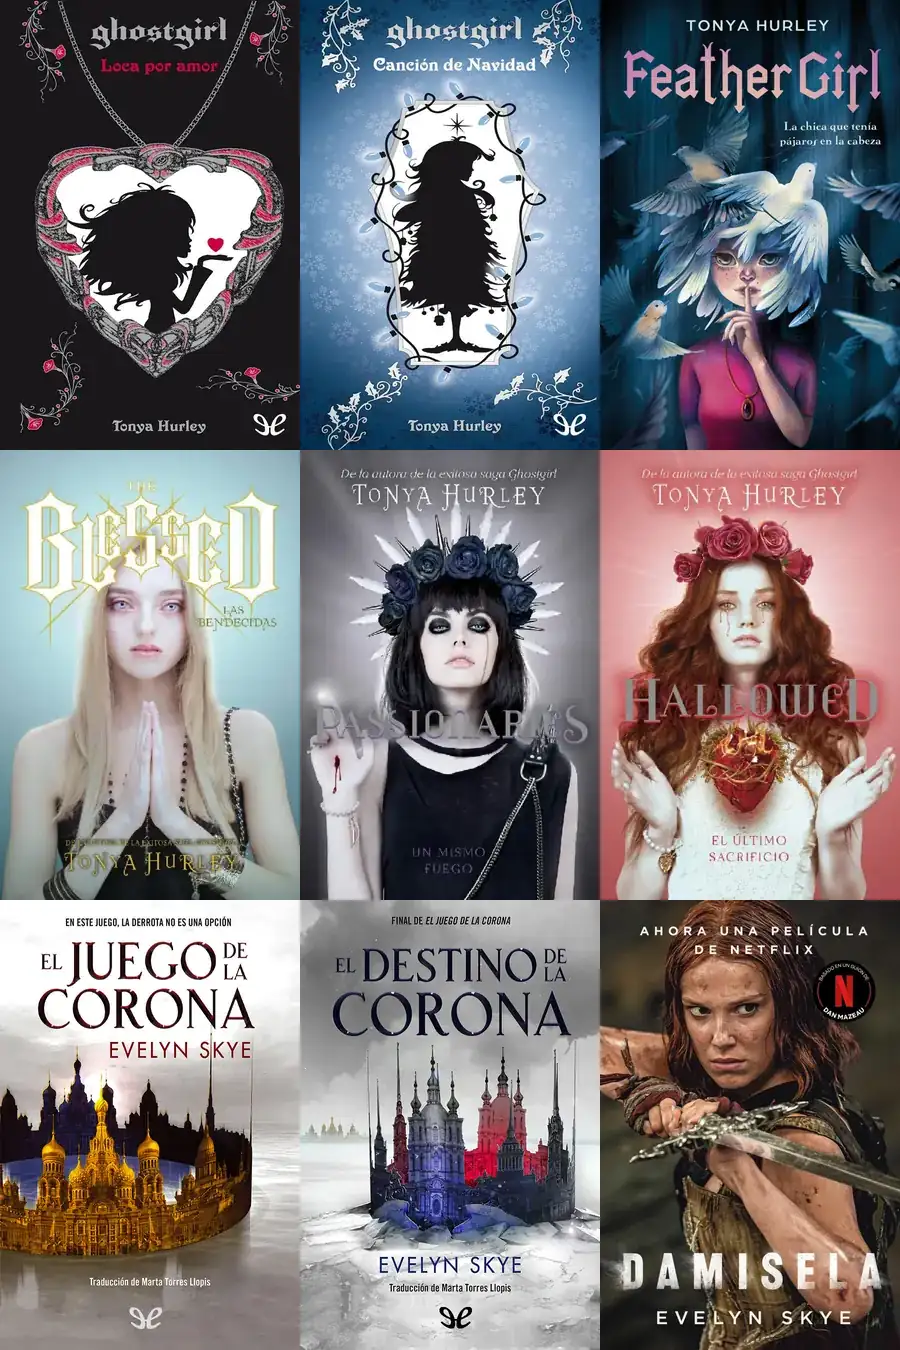 ghostgirl
Loca por amor
Tonya Hurley
ghostgirl
Canción de Navidad
Tonya Hurley
TONYA HURLEY
Feather Girl
La chica que tenía
pájaros en la cabeza
THE
BLESSED
LAS
BENDECIDAS
TONYA HURLEY
De la autora de la exitosa saga Ghostgirl
TONYA HURLEY
PASSIONARIES
UN MISMO
FUEGO
De la autora de la exitosa saga Ghostgirl
TONYA HURLEY
HALLOWED
EL ÚLTIMO
SACRIFICIO
EN ESTE JUEGO, LA DERROTA NO ES UNA OPCIÓN
EL JUEGO DE LA
CORONA
EVELYN SKYE
Traducción de Marta Torres Llopis
FINAL DE EL JUEGO DE LA CORONA
EL DESTINO DE LA
CORONA
EVELYN SKYE
Traducción de Marta Torres Llopis
AHORA UNA PELÍCULA
DE NETFLIX
BASADO EN UN GUION DE
N
DAN MAZEAU
DAMISELA
EVELYN SKYE